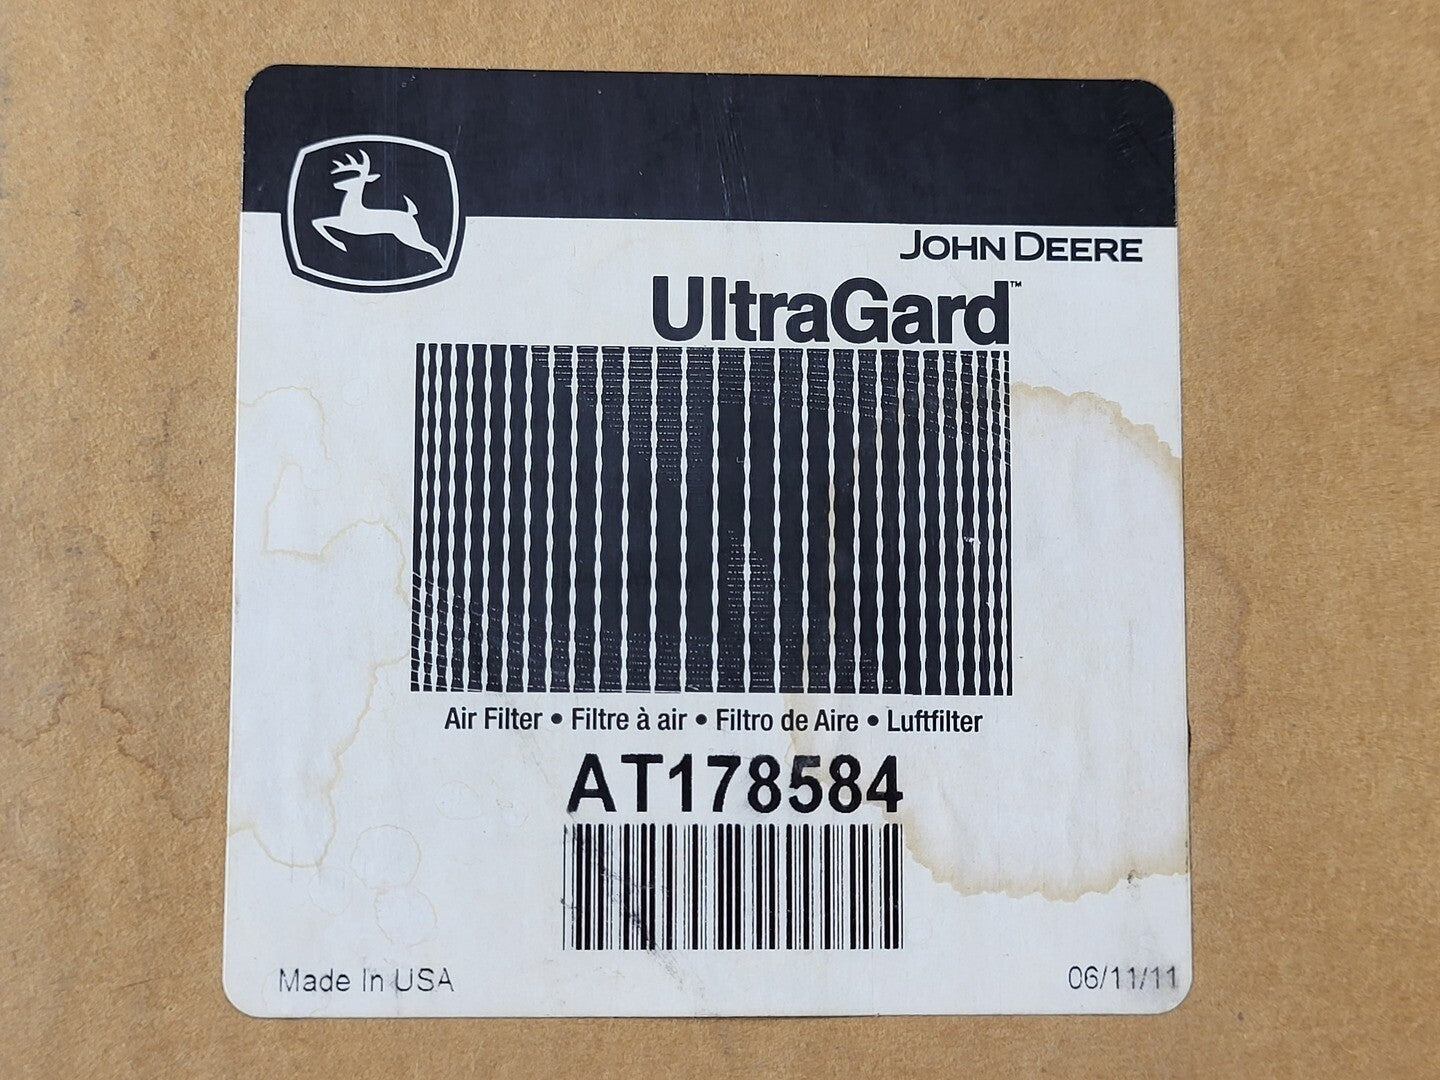 JOHN DEERE
UltraGard™
Air Filter • Filtre à air • Filtro de Aire • Luftfilter
AT178584
Made In USA
06/11/11